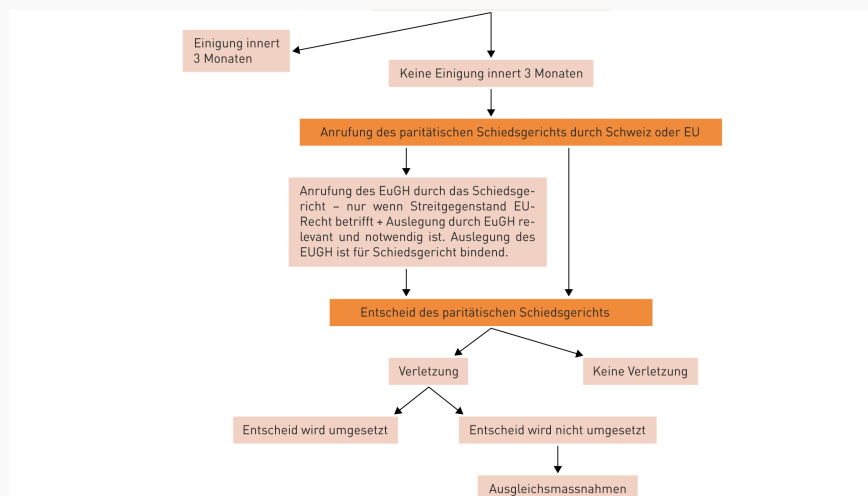 Einigung innert
3 Monaten
Keine Einigung innert 3 Monaten
Anrufung des paritätischen Schiedsgerichts durch Schweiz oder EU
Anrufung des EuGH durch das Schiedsge-
richt – nur wenn Streitgegenstand EU-
Recht betrifft + Auslegung durch EuGH re-
levant und notwendig ist. Auslegung des
EUGH ist für Schiedsgericht bindend.
Entscheid des paritätischen Schiedsgerichts
Verletzung
Keine Verletzung
Entscheid wird umgesetzt
Entscheid wird nicht umgesetzt
Ausgleichsmassnahmen